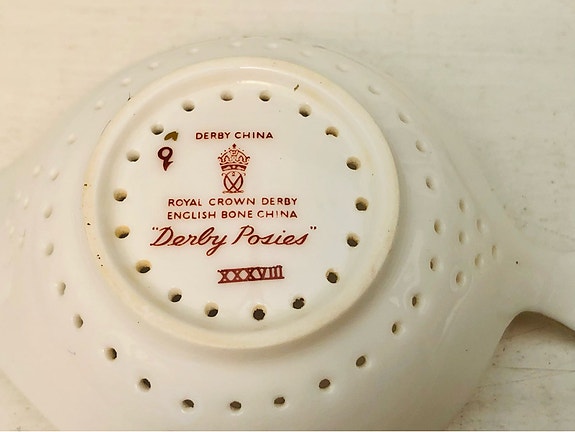 DERBY CHINA
ROYAL CROWN DERBY
ENGLISH BONE CHINA
"Derby Posies"
XXXVIII